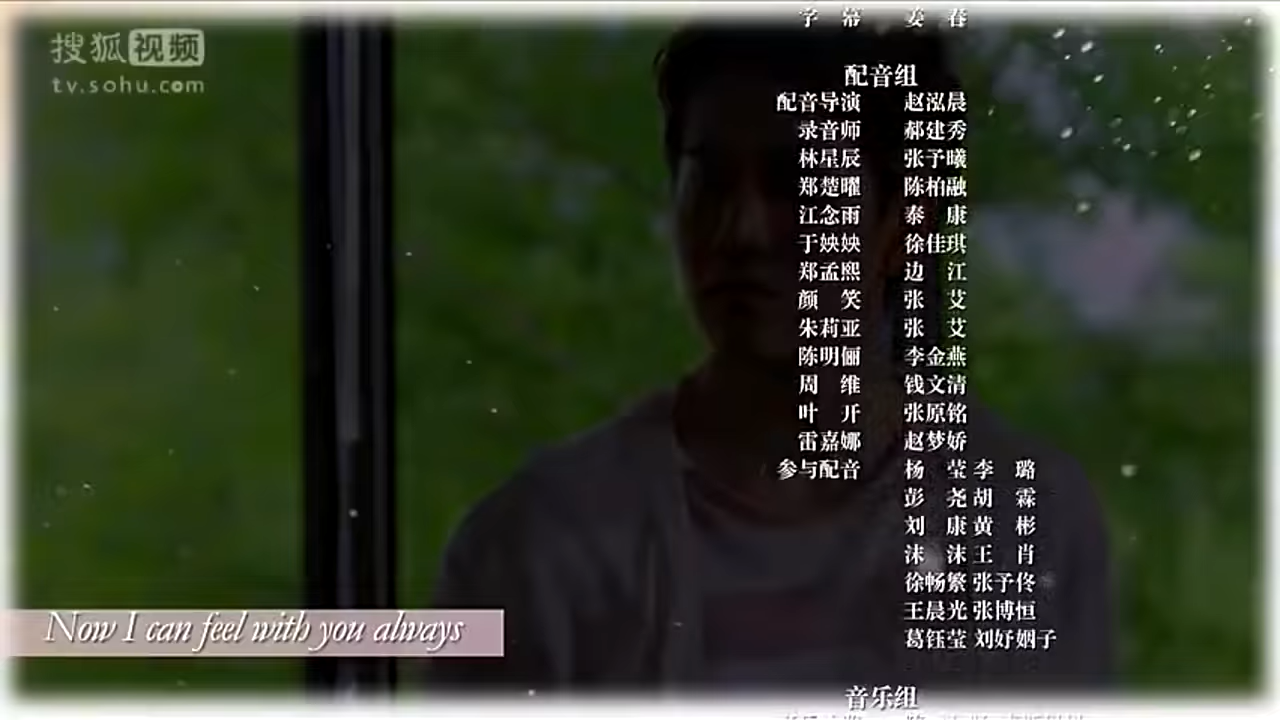 搜狐视频
tv.sohu.com
字 幕 姜 春
配音组
配音导演 赵泓晨
录音师 郝建秀
林星辰 张予曦
郑楚曜 陈柏融
江念雨 秦 康
于姎姎 徐佳琪
郑孟熙 边 江
颜 笑 张 艾
朱莉亚 张 艾
陈明俪 李金燕
周 维 钱文清
叶 开 张原铭
雷嘉娜 赵梦娇
参与配音 杨 莹 李 璐
彭 尧 胡 霖
刘 康 黄 彬
沫 沫 王 肖
徐畅繁 张予佟
王晨光 张博恒
葛钰莹 刘妤姻子
Now I can feel with you always
音乐组